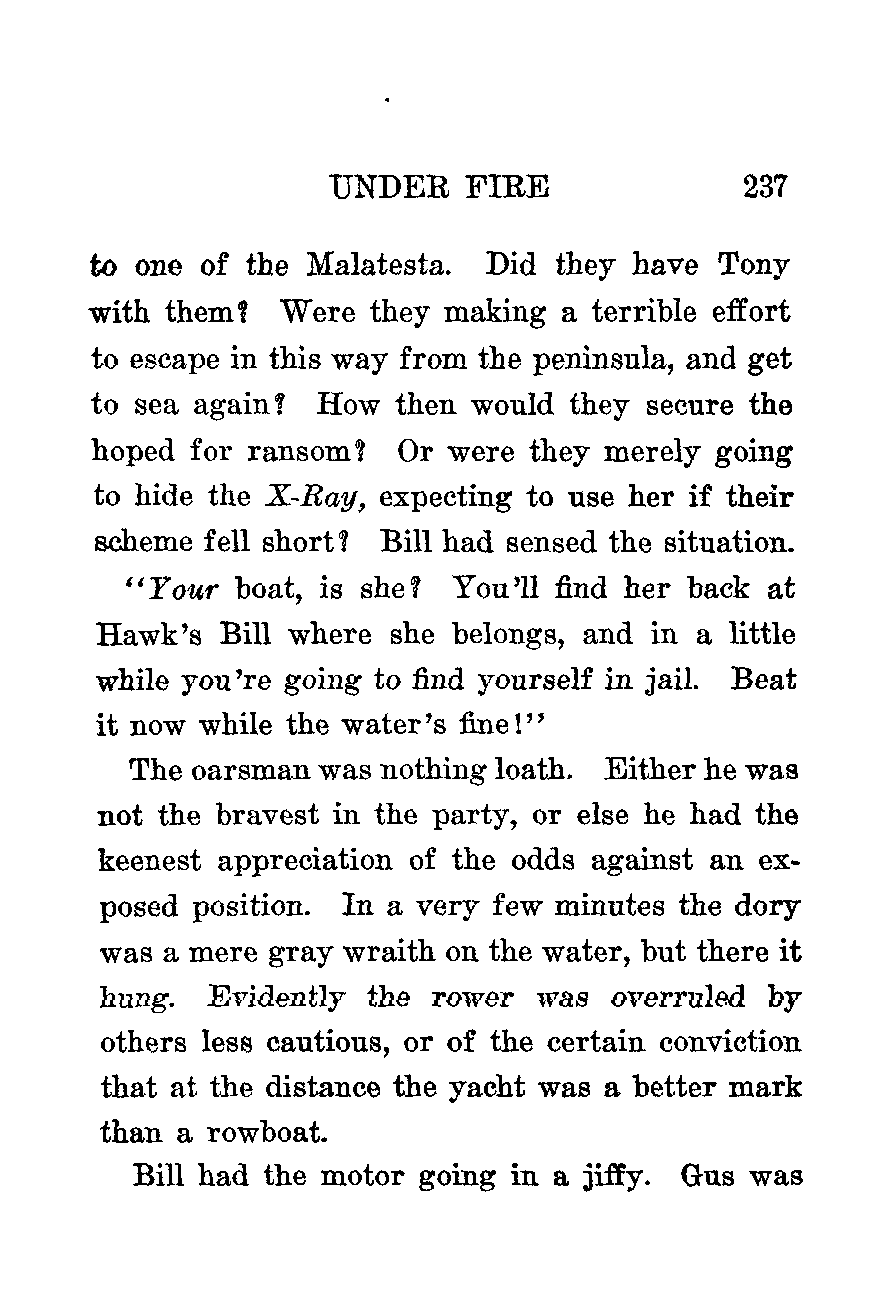 UNDER FIRE 237
to one of the Malatesta. Did they have Tony
with them? Were they making a terrible effort
to escape in this way from the peninsula, and get
to sea again? How then would they secure the
hoped for ransom? Or were they merely going
to hide the X-Ray, expecting to use her if their
scheme fell short? Bill had sensed the situation.
"Your boat, is she? You'll find her back at
Hawk's Bill where she belongs, and in a little
while you're going to find yourself in jail. Beat
it now while the water's fine!"
The oarsman was nothing loath. Either he was
not the bravest in the party, or else he had the
keenest appreciation of the odds against an ex-
posed position. In a very few minutes the dory
was a mere gray wraith on the water, but there it
hung. Evidently the rower was overruled by
others less cautious, or of the certain conviction
that at the distance the yacht was a better mark
than a rowboat.
Bill had the motor going in a jiffy. Gus was